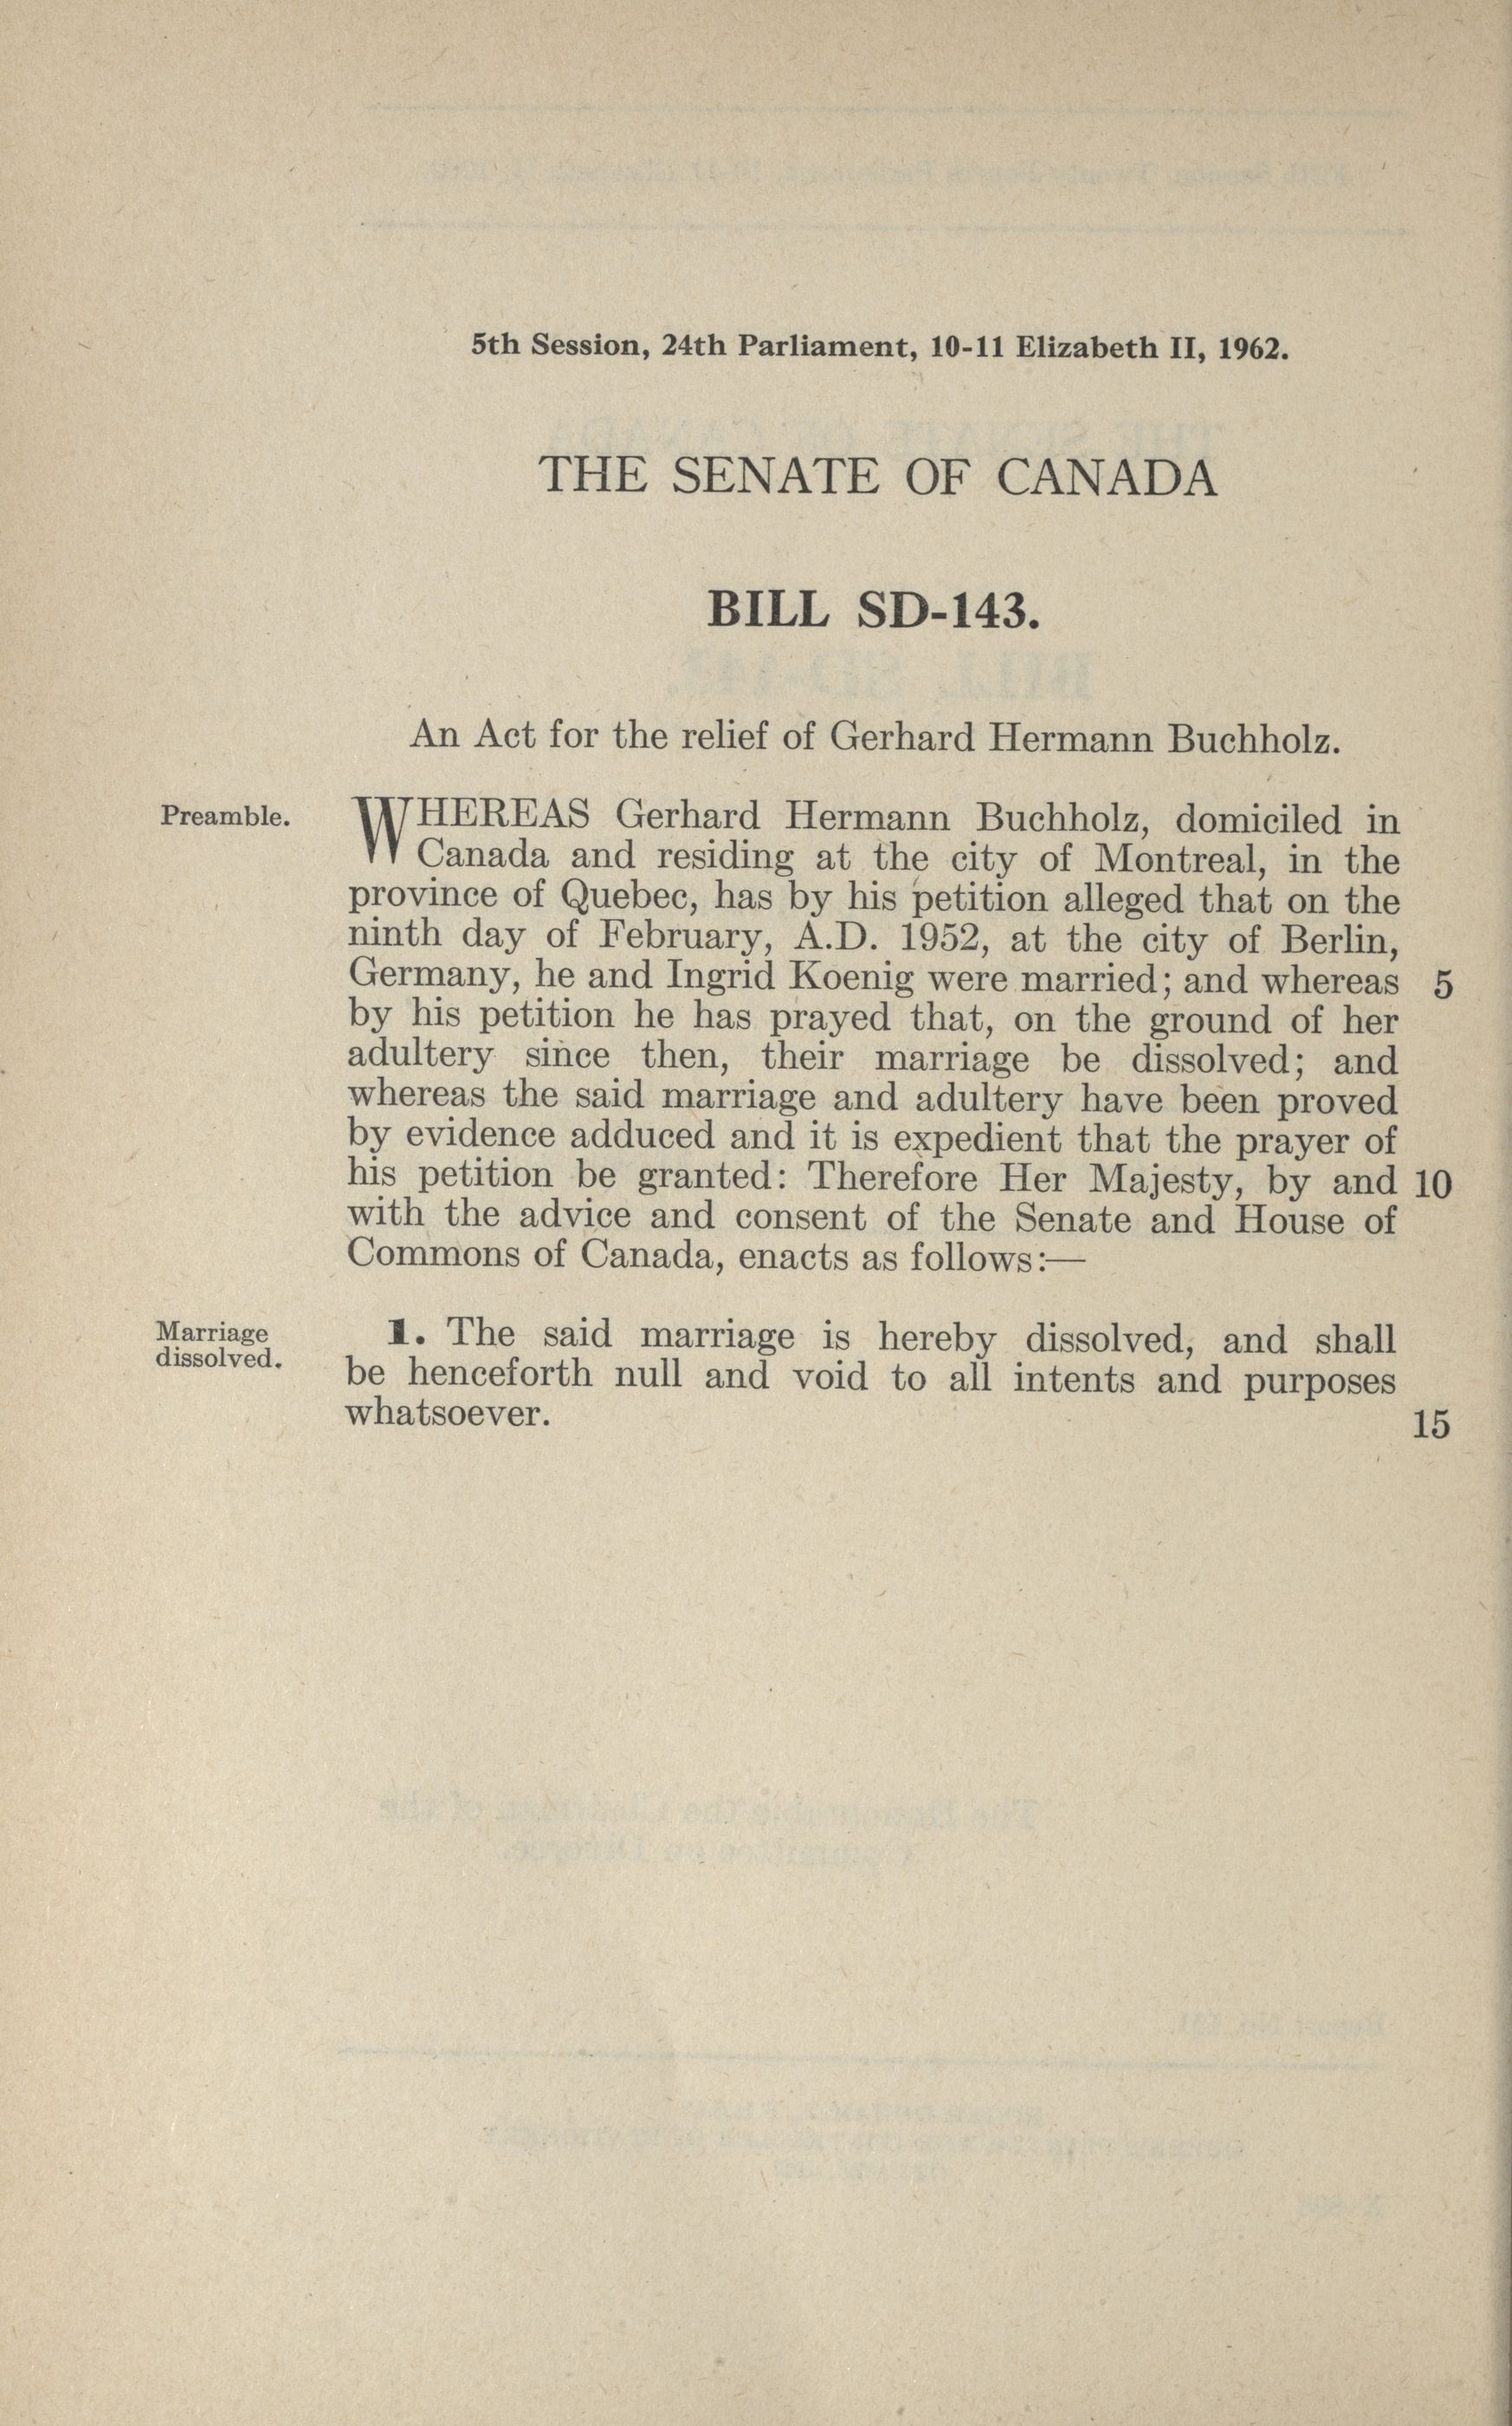 5th Session, 24th Parliament, 10-11 Elizabeth II, 1962.
THE SENATE OF CANADA
BILL SD-143.
An Act for the relief of Gerhard Hermann Buchholz.
Preamble.
WHEREAS Gerhard Hermann Buchholz, domiciled in
Canada and residing at the city of Montreal, in the
province of Quebec, has by his petition alleged that on the
ninth day of February, A.D. 1952, at the city of Berlin,
Germany, he and Ingrid Koenig were married; and whereas 5
by his petition he has prayed that, on the ground of her
adultery since then, their marriage be dissolved; and
whereas the said marriage and adultery have been proved
by evidence adduced and it is expedient that the prayer of
his petition be granted: Therefore Her Majesty, by and 10
with the advice and consent of the Senate and House of
Commons of Canada, enacts as follows:—
Marriage
dissolved.
1. The said marriage is hereby dissolved, and shall
be henceforth null and void to all intents and purposes
whatsoever. 15